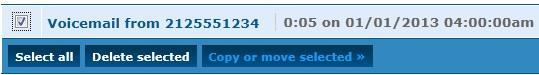 Voicemail from 2125551234 0:05 on 01/01/2013 04:00:00am
Select all Delete selected Copy or move selected »